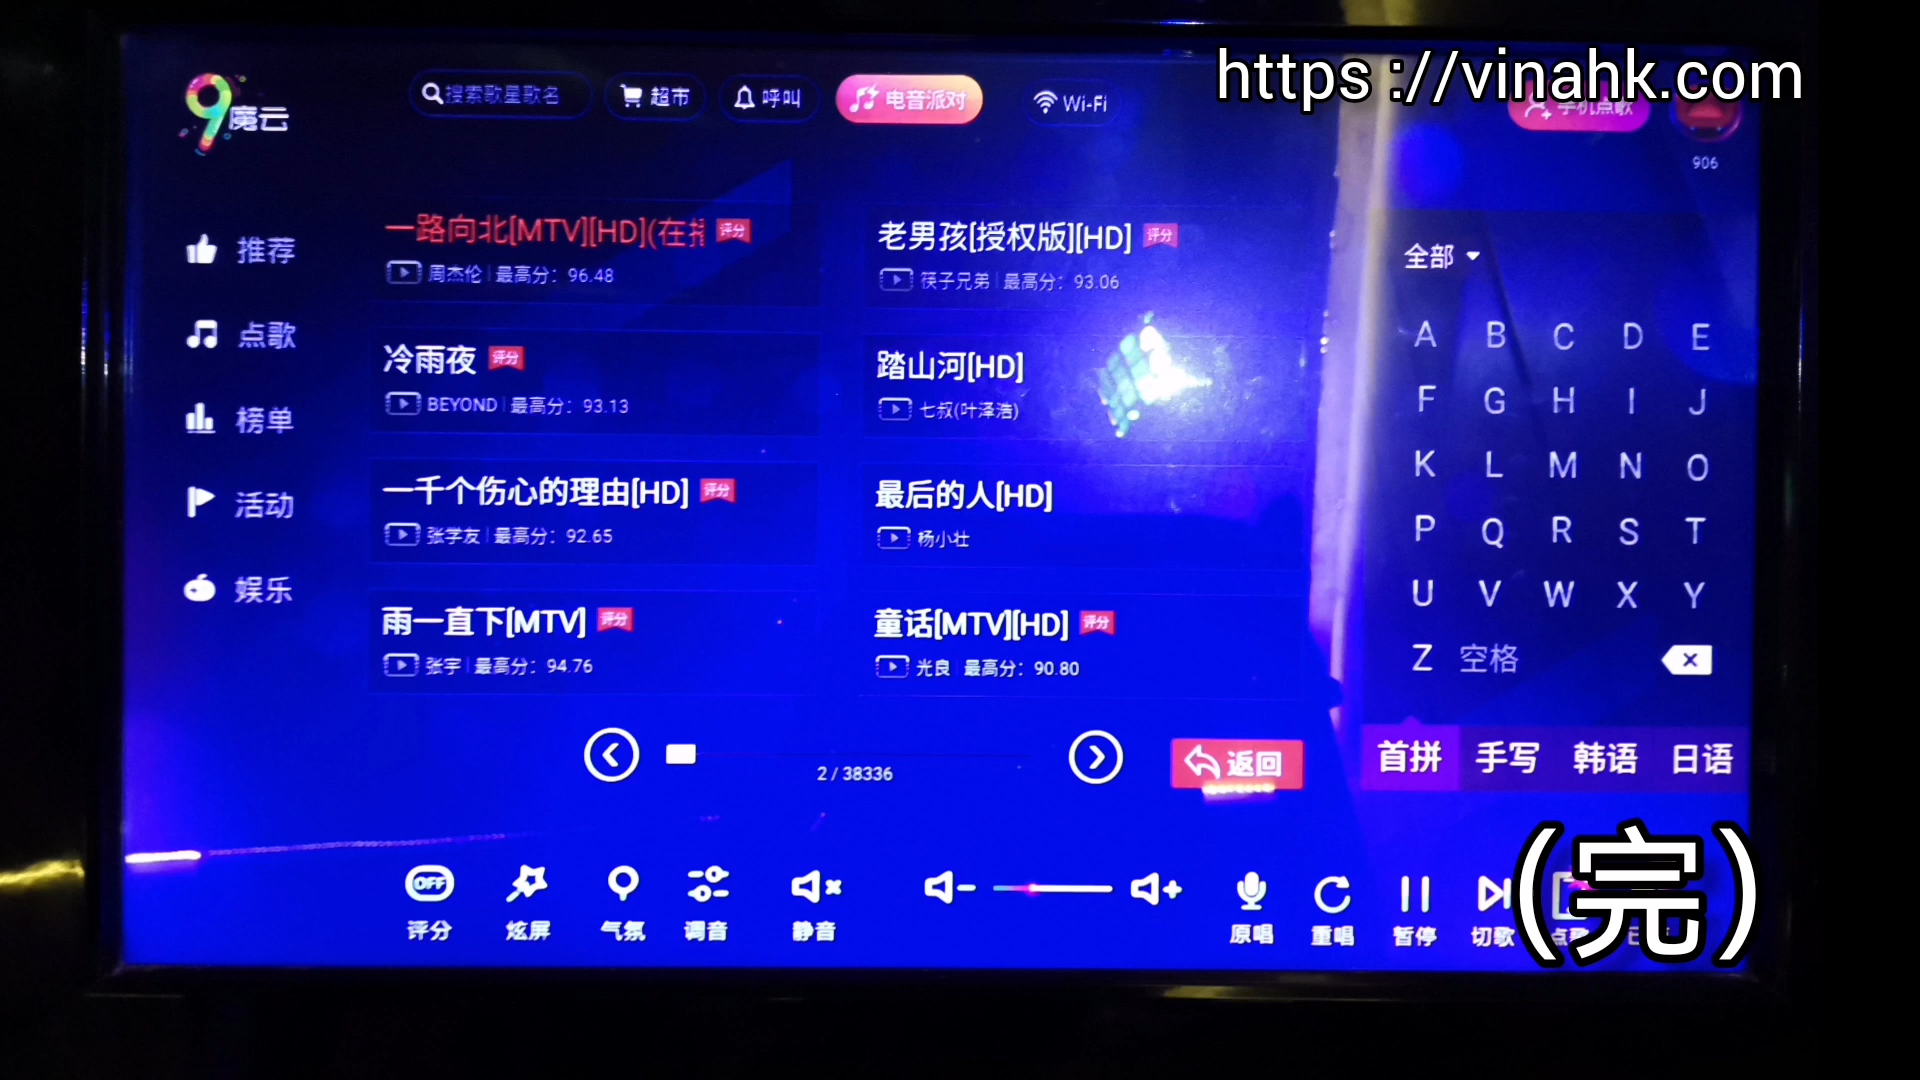 https ://vinahk.com
9魔云
搜索歌星歌名
超市
呼叫
电音派对
Wi-Fi
手机点歌
906
推荐
点歌
榜单
活动
娱乐
一路向北[MTV][HD](在播 评分
周杰伦 | 最高分：96.48
老男孩[授权版][HD] 评分
筷子兄弟 | 最高分：93.06
冷雨夜 评分
BEYOND | 最高分：93.13
踏山河[HD]
七叔(叶泽浩)
一千个伤心的理由[HD] 评分
张学友 | 最高分：92.65
最后的人[HD]
杨小壮
雨一直下[MTV] 评分
张宇 | 最高分：94.76
童话[MTV][HD] 评分
光良 | 最高分：90.80
2 / 38336
返回
全部
A B C D E
F G H I J
K L M N O
P Q R S T
U V W X Y
Z 空格
首拼 手写 韩语 日语
OFF
评分 炫屏 气氛 调音 静音 原唱 重唱 暂停 切歌
(完)